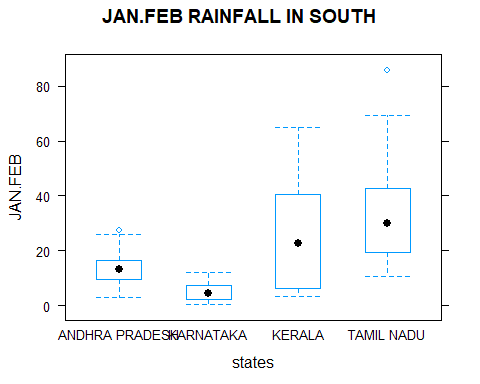 JAN.FEB RAINFALL IN SOUTH
JAN.FEB
80
60
40
20
0
ANDHRA PRADESH KARNATAKA KERALA TAMIL NADU
states